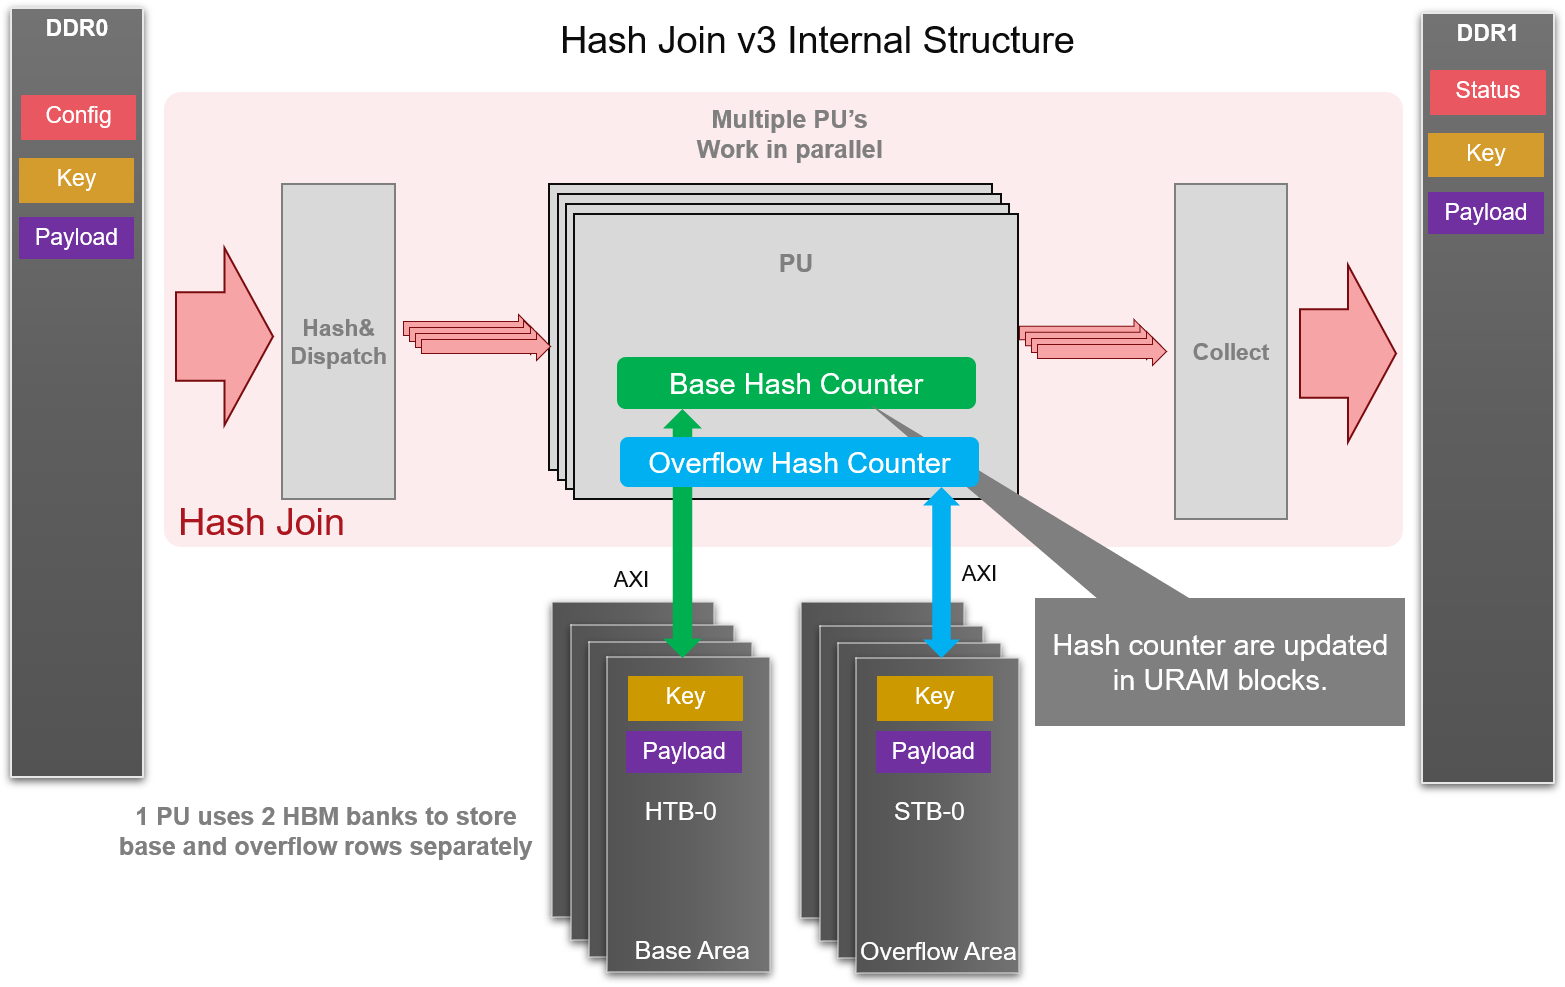 Hash Join v3 Internal Structure
DDR0
Config
Key
Payload
DDR1
Status
Key
Payload
Multiple PU’s
Work in parallel
Hash&
Dispatch
PU
Base Hash Counter
Overflow Hash Counter
Collect
Hash Join
AXI
AXI
Hash counter are updated
in URAM blocks.
Key
Payload
HTB-0
Base Area
Key
Payload
STB-0
Overflow Area
1 PU uses 2 HBM banks to store
base and overflow rows separately